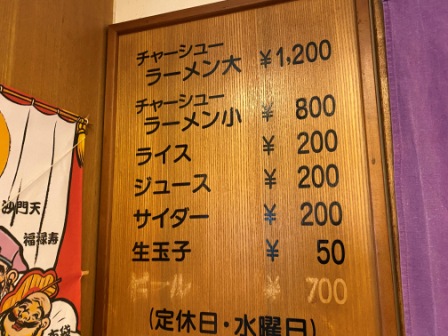 チャーシュー
ラーメン大 ¥1,200
チャーシュー
ラーメン小 ¥ 800
ライス ¥ 200
ジュース ¥ 200
サイダー ¥ 200
生玉子 ¥ 50
ビール ¥ 700
(定休日・水曜日)
沙門天
福禄寿
布袋